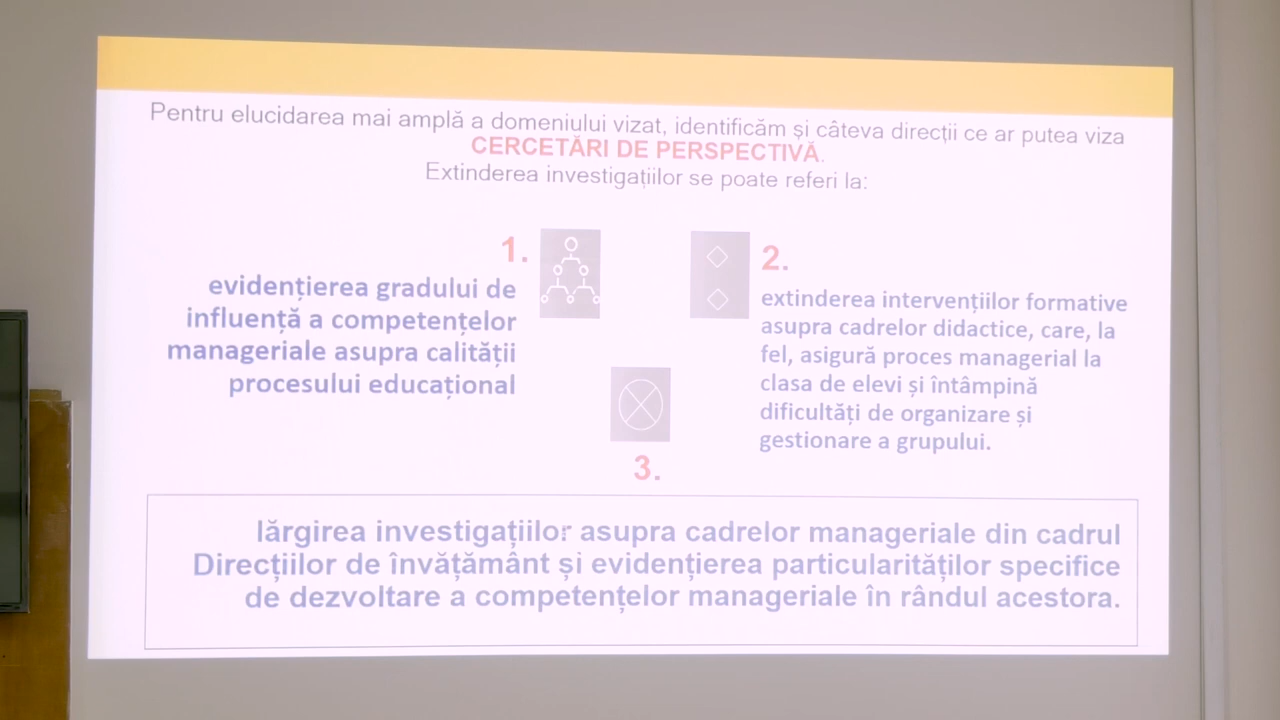 Pentru elucidarea mai amplă a domeniului vizat, identificăm și câteva direcții ce ar putea viza
CERCETĂRI DE PERSPECTIVĂ.
Extinderea investigațiilor se poate referi la:
1.
evidențierea gradului de
influență a competențelor
manageriale asupra calității
procesului educațional
2.
extinderea intervențiilor formative
asupra cadrelor didactice, care, la
fel, asigură proces managerial la
clasa de elevi și întâmpină
dificultăți de organizare și
gestionare a grupului.
3.
lărgirea investigațiilor asupra cadrelor manageriale din cadrul
Direcțiilor de învățământ și evidențierea particularităților specifice
de dezvoltare a competențelor manageriale în rândul acestora.